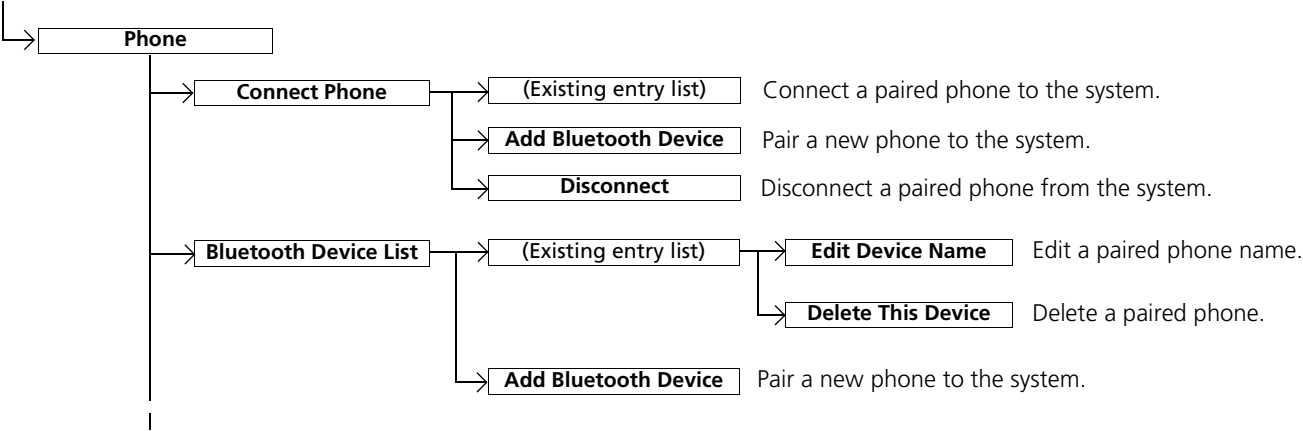 Phone
Connect Phone
(Existing entry list)
Connect a paired phone to the system.
Add Bluetooth Device
Pair a new phone to the system.
Disconnect
Disconnect a paired phone from the system.
Bluetooth Device List
(Existing entry list)
Edit Device Name
Edit a paired phone name.
Delete This Device
Delete a paired phone.
Add Bluetooth Device
Pair a new phone to the system.